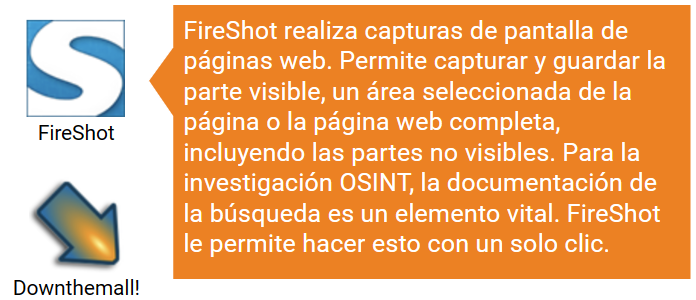 FireShot
FireShot realiza capturas de pantalla de
páginas web. Permite capturar y guardar la
parte visible, un área seleccionada de la
página o la página web completa,
incluyendo las partes no visibles. Para la
investigación OSINT, la documentación de
la búsqueda es un elemento vital. FireShot
le permite hacer esto con un solo clic.
Downthemall!